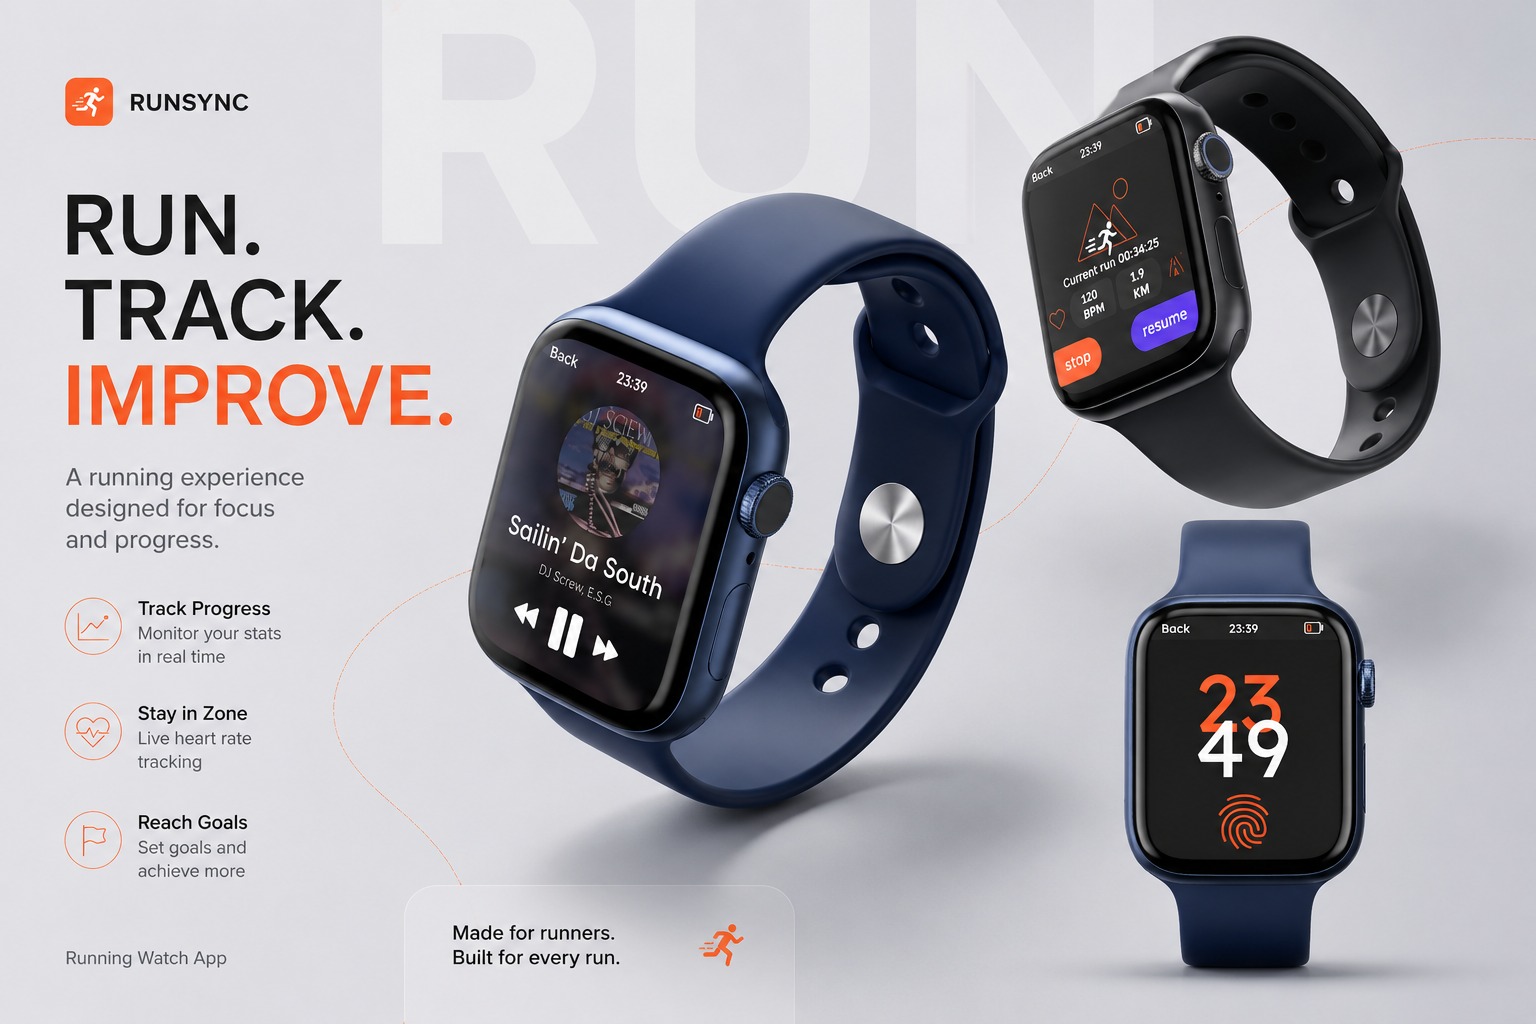 RUN
RUNSYNC
RUN.
TRACK.
IMPROVE.
A running experience
designed for focus
and progress.
Track Progress
Monitor your stats
in real time
Stay in Zone
Live heart rate
tracking
Reach Goals
Set goals and
achieve more
Running Watch App
Made for runners.
Built for every run.
Back
23:39
DJ SCREW
Sailin' Da South
DJ Screw, E.S.G
Back
23:39
Current run 00:34:25
120
BPM
1.9
KM
stop
resume
Back 23:39
23
49